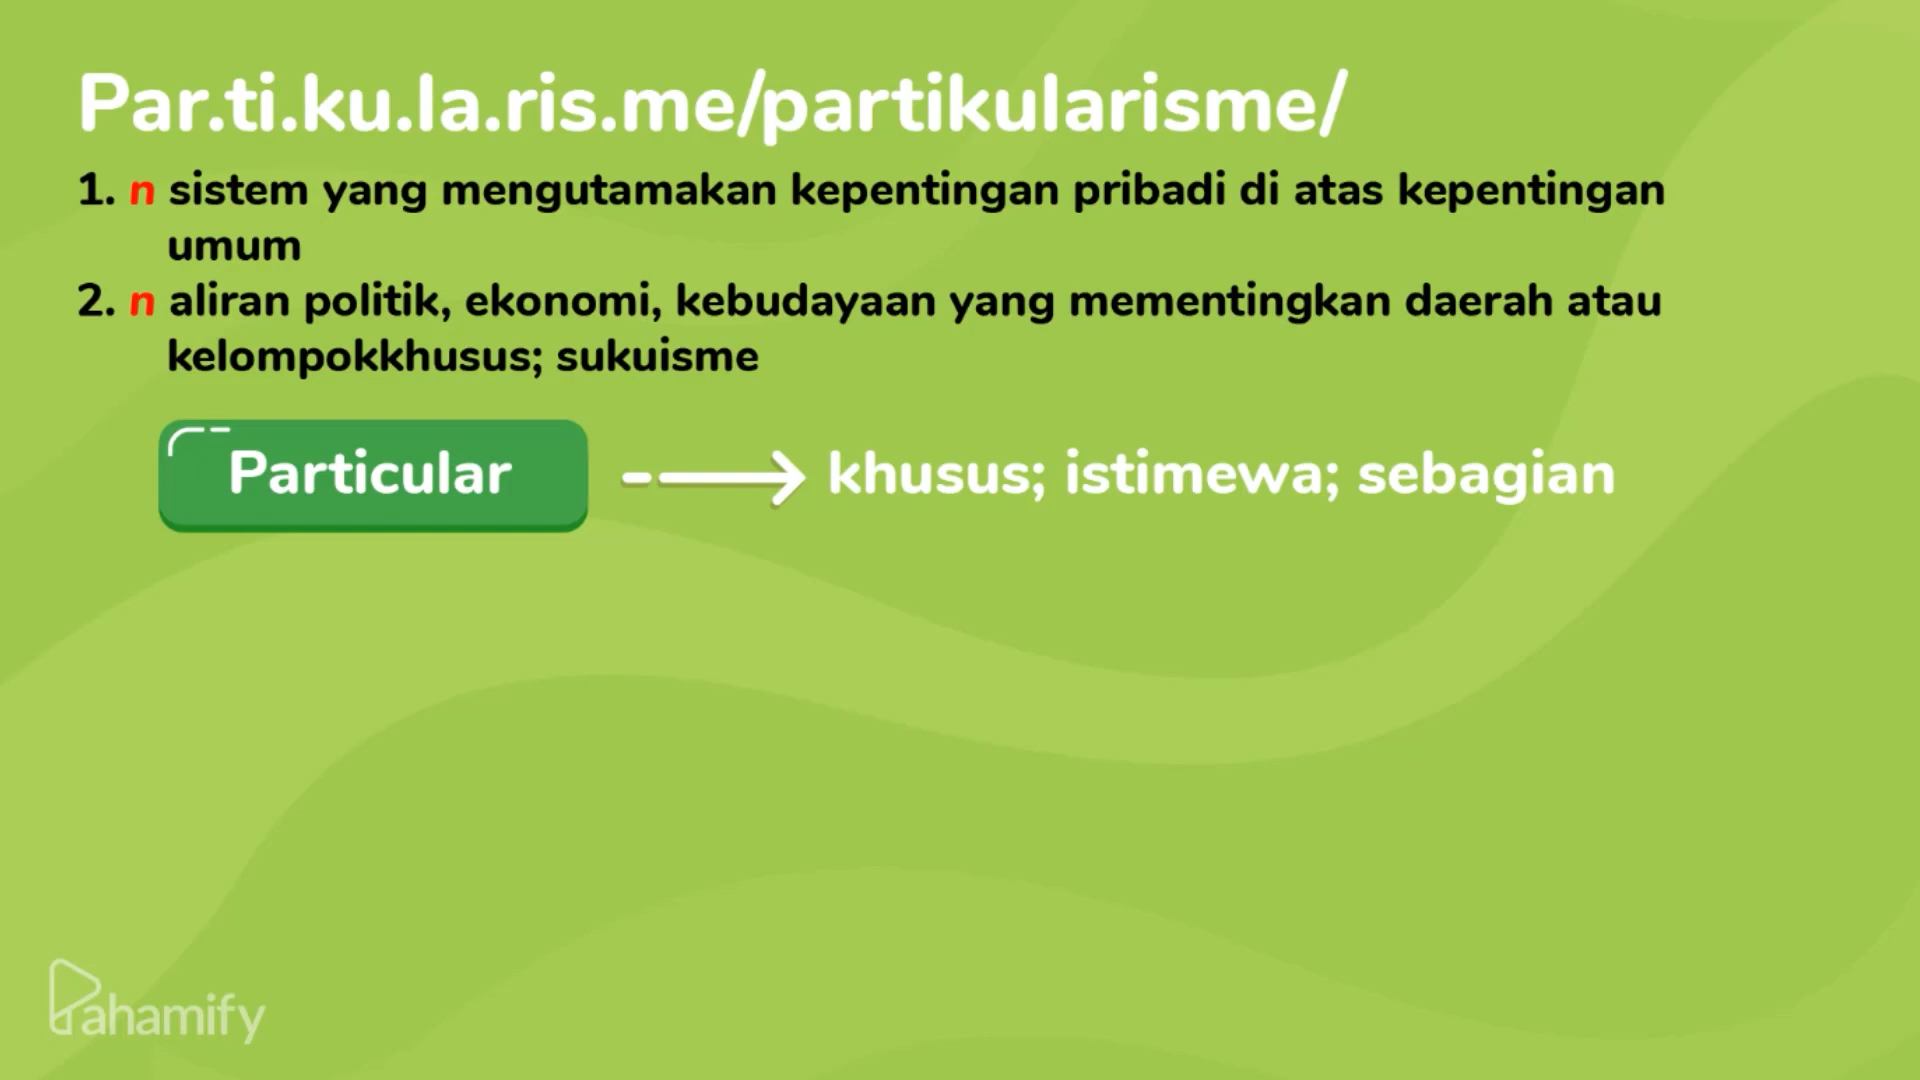 Par.ti.ku.la.ris.me/partikularisme/
1. n sistem yang mengutamakan kepentingan pribadi di atas kepentingan
umum
2. n aliran politik, ekonomi, kebudayaan yang mementingkan daerah atau
kelompokkhusus; sukuisme
Particular
khusus; istimewa; sebagian
Pahamify